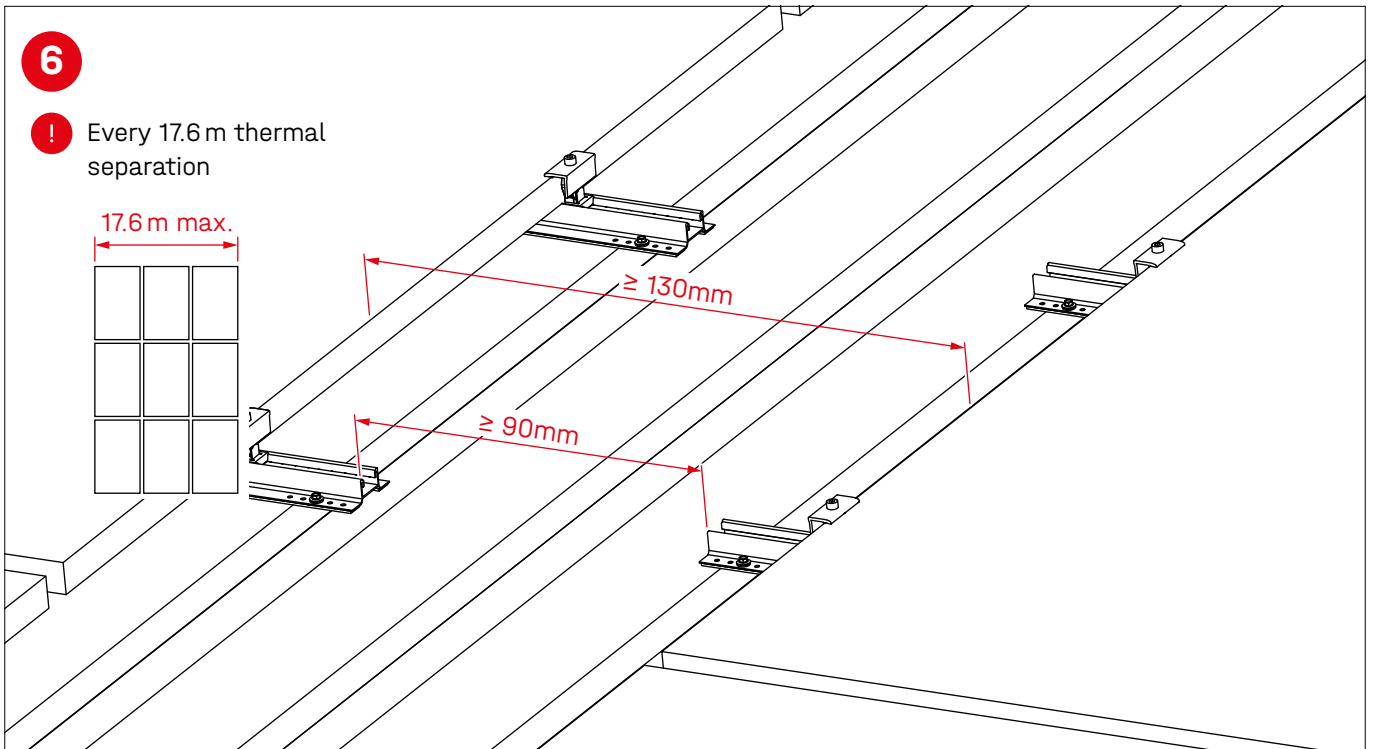 6
! Every 17.6 m thermal
separation
17.6 m max.
≥ 130mm
≥ 90mm